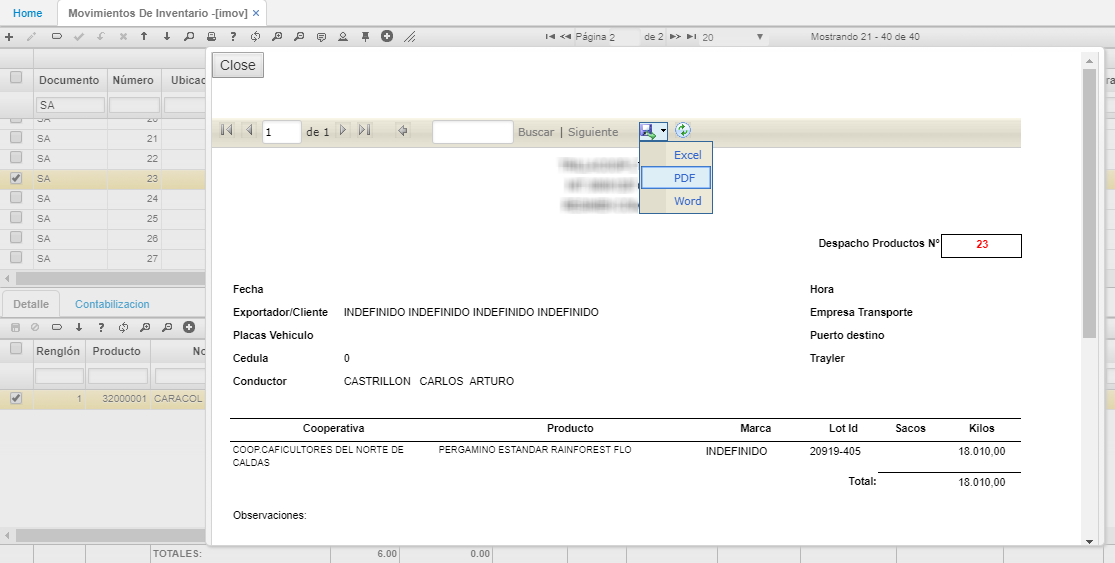 Home Movimientos De Inventario -[imov] ×
Página 2 de 2 20 Mostrando 21 - 40 de 40
Close
Documento Número Ubicac
SA
1 de 1 Buscar | Siguiente
Excel
PDF
Word
SA 20
SA 21
SA 22
SA 23
SA 24
SA 25
SA 26
SA 27
Despacho Productos N° 23
Fecha Hora
Exportador/Cliente INDEFINIDO INDEFINIDO INDEFINIDO INDEFINIDO Empresa Transporte
Placas Vehiculo Puerto destino
Cedula 0 Trayler
Conductor CASTRILLON CARLOS ARTURO
Detalle Contabilizacion
Renglón Producto No
1 32000001 CARACOL
Cooperativa Producto Marca Lot Id Sacos Kilos
COOP.CAFICULTORES DEL NORTE DE CALDAS PERGAMINO ESTANDAR RAINFOREST FLO INDEFINIDO 20919-405 18.010,00
Total: 18.010,00
Observaciones:
TOTALES: 6.00 0.00